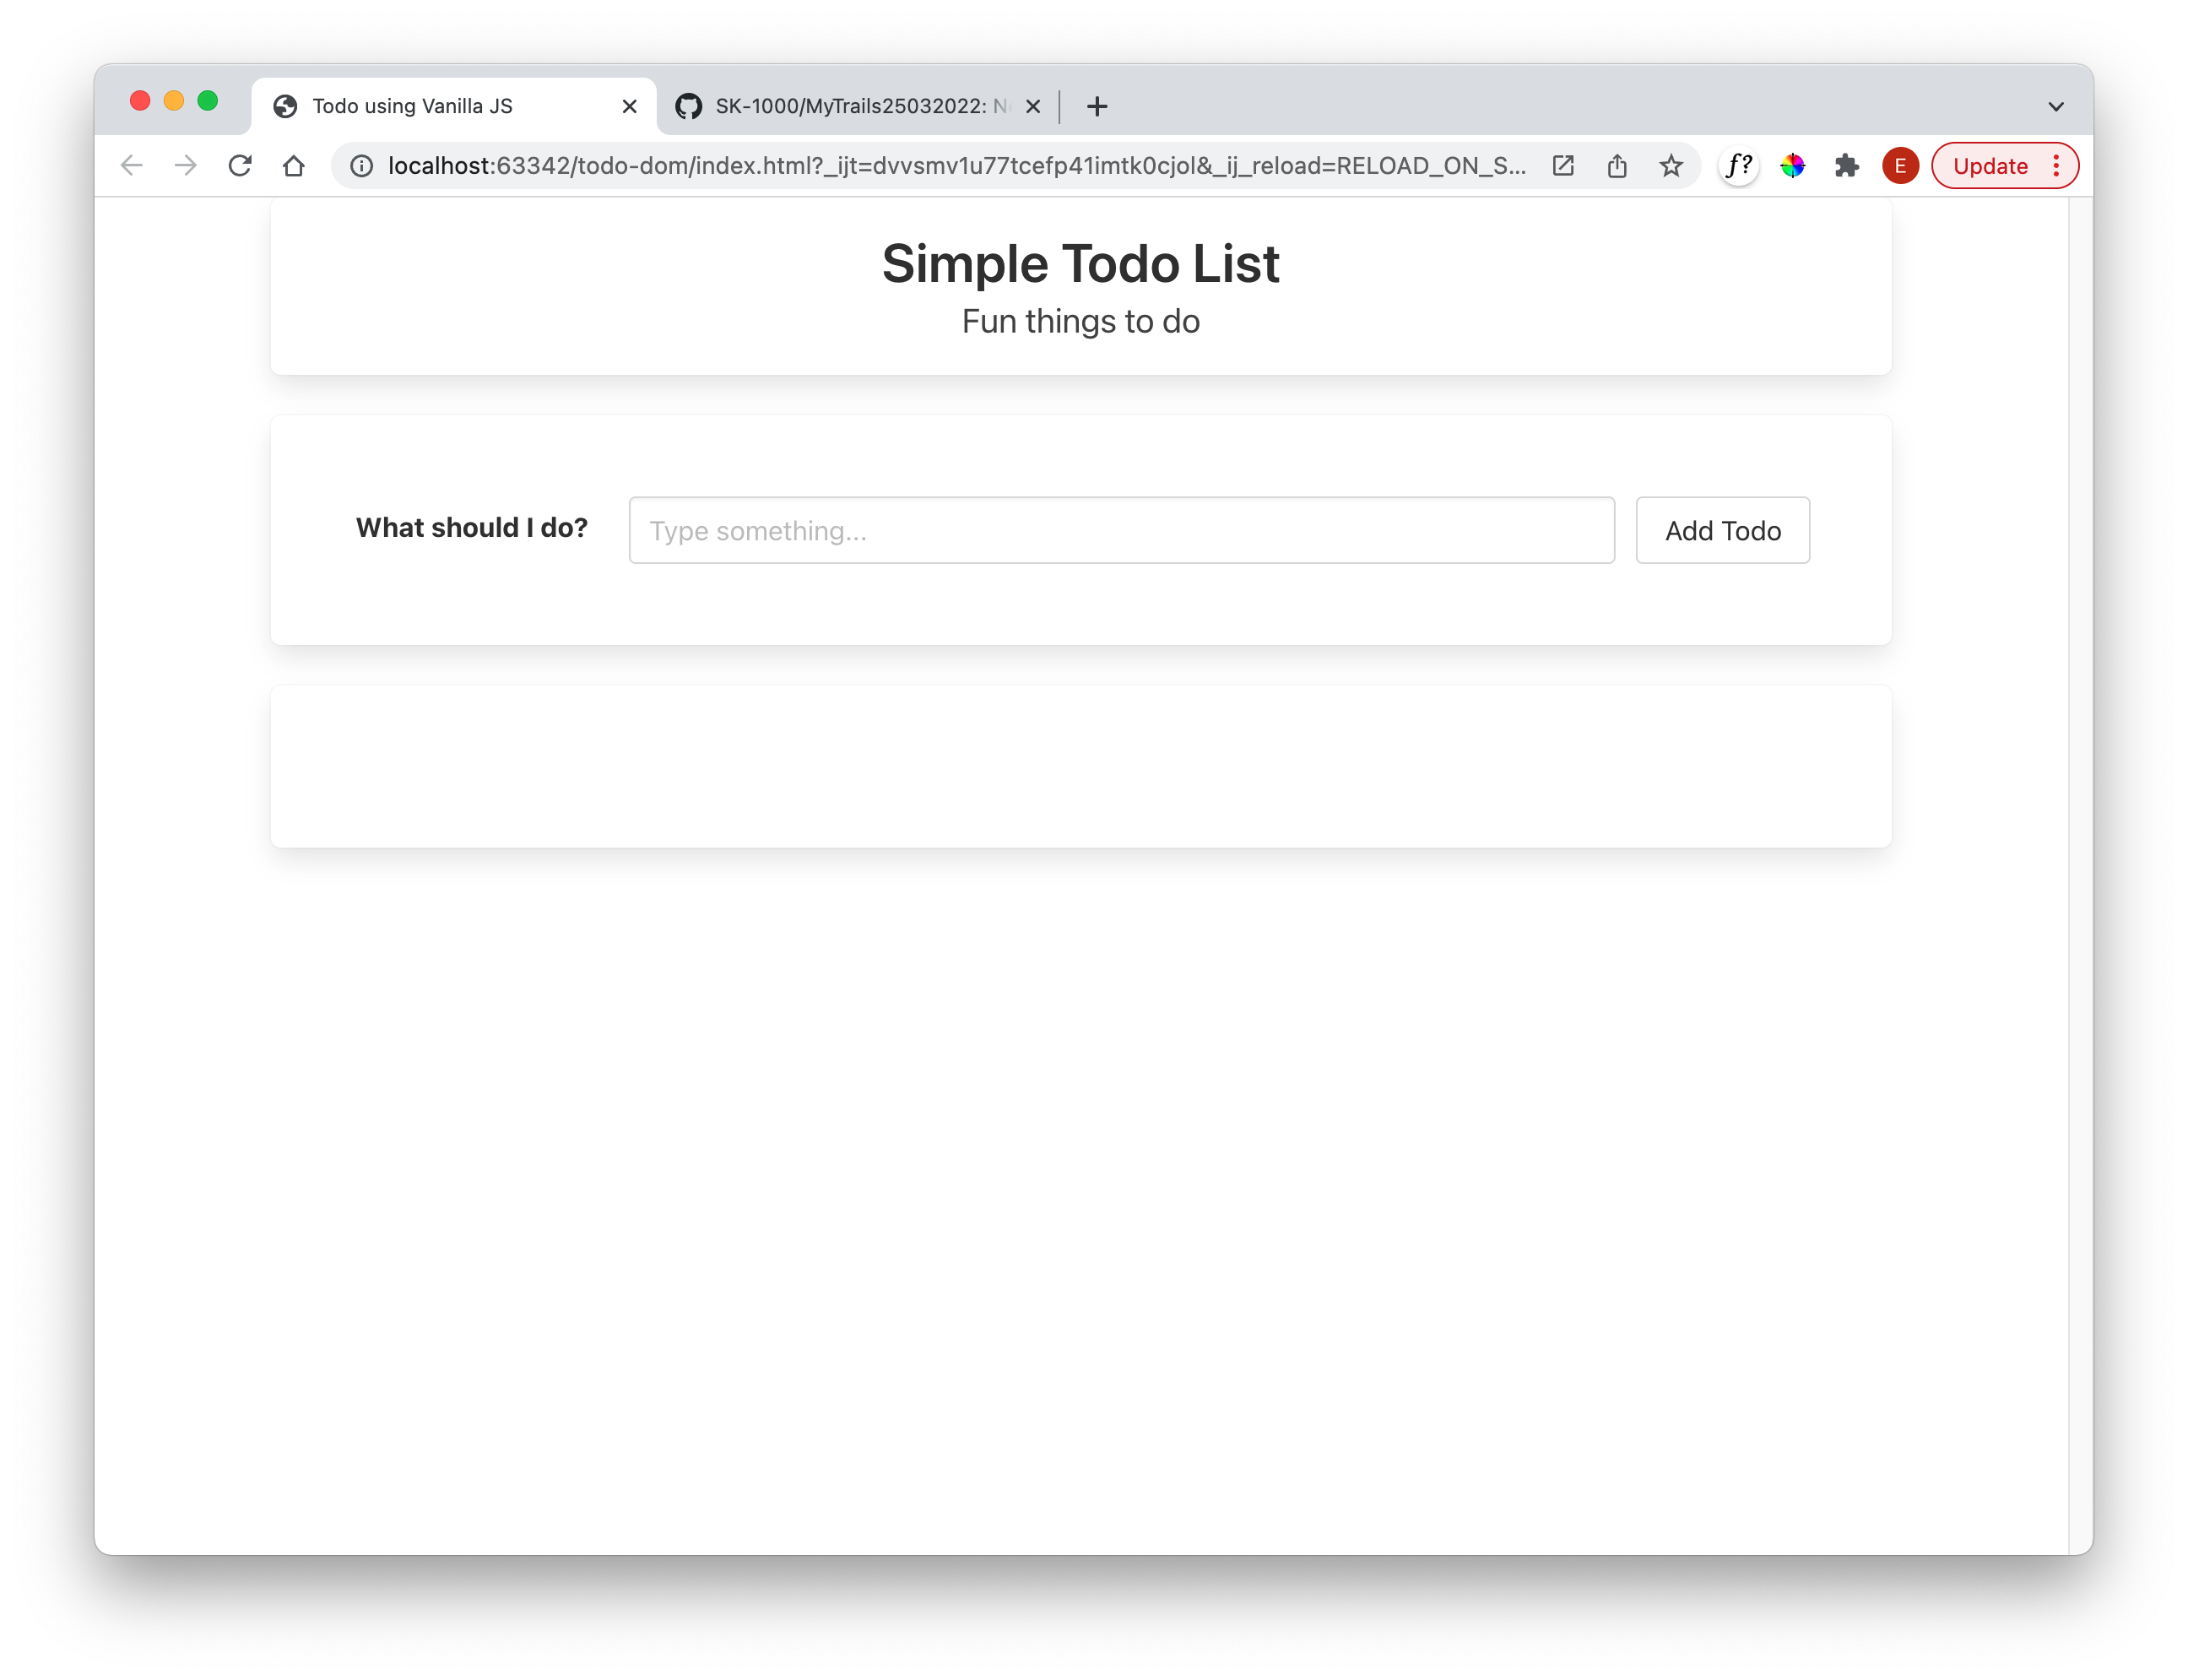 Todo using Vanilla JS
SK-1000/MyTrails25032022: N
localhost:63342/todo-dom/index.html?_ijt=dvvsmv1u77tcefp41imtk0cjol&_ij_reload=RELOAD_ON_S...
f?
E
Update
Simple Todo List
Fun things to do
What should I do?
Type something...
Add Todo